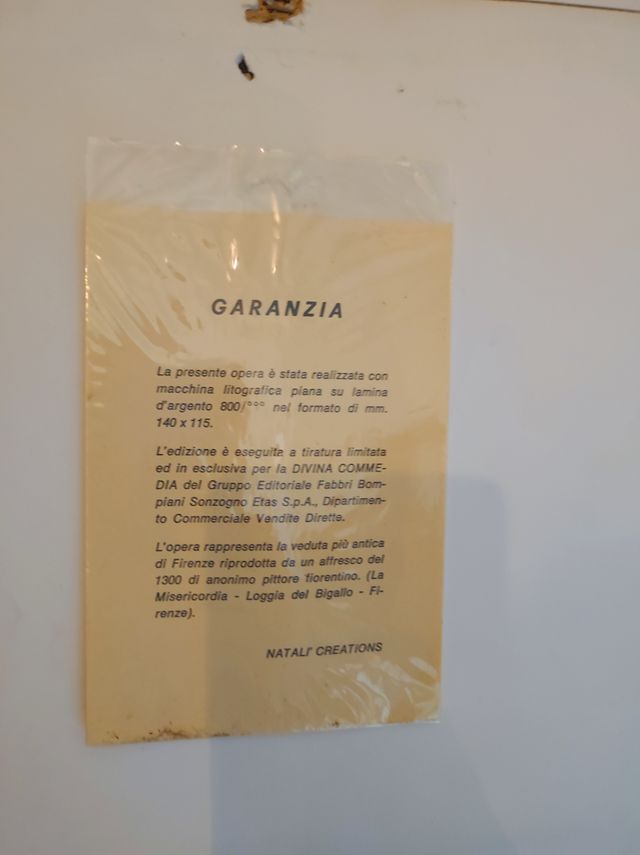 GARANZIA
La presente opera è stata realizzata con
macchina litografica piana su lamina
d'argento 800/°°° nel formato di mm.
140 x 115.
L'edizione è eseguita a tiratura limitata
ed in esclusiva per la DIVINA COMME-
DIA del Gruppo Editoriale Fabbri Bom-
piani Sonzogno Etas S.p.A., Dipartimen-
to Commerciale Vendite Dirette.
L'opera rappresenta la veduta più antica
di Firenze riprodotta da un affresco del
1300 di anonimo pittore fiorentino. (La
Misericordia - Loggia del Bigallo - Fi-
renze).
NATALI' CREATIONS